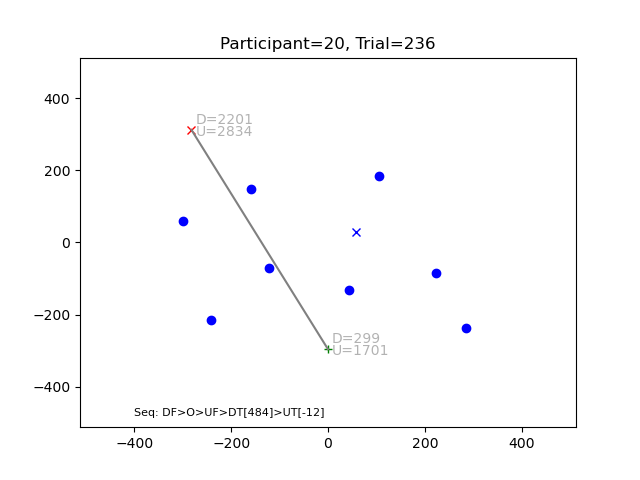 Participant=20, Trial=236
D=2201
U=2834
D=299
U=1701
Seq: DF>O>UF>DT[484]>UT[-12]
400
200
0
−200
−400
−400 −200 0 200 400